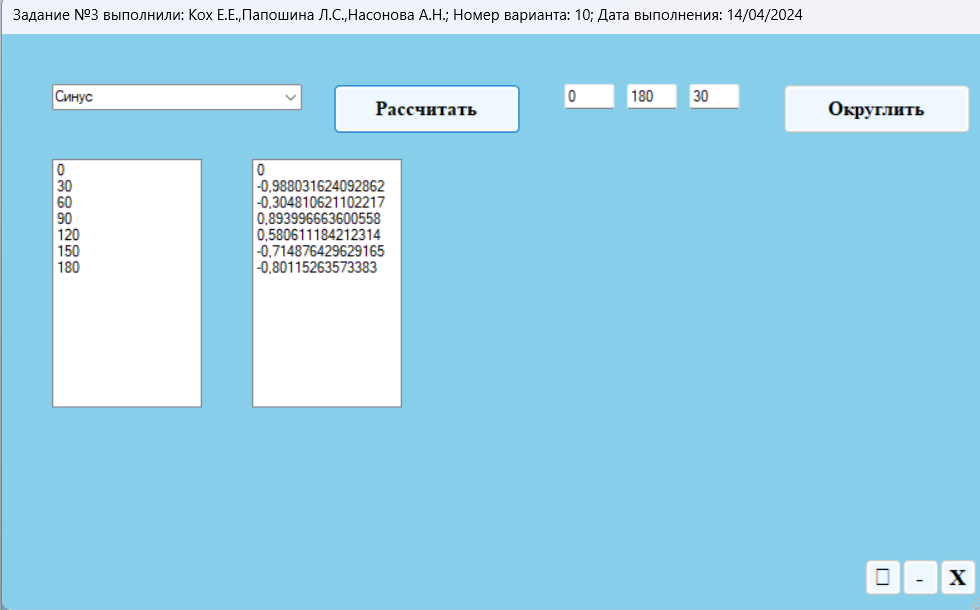 Задание №3 выполнили: Кох Е.Е.,Папошина Л.С.,Насонова А.Н.; Номер варианта: 10; Дата выполнения: 14/04/2024
Синус
Рассчитать
0 180 30
Округлить
0
30
60
90
120
150
180
0
-0,988031624092862
-0,304810621102217
0,893996663600558
0,580611184212314
-0,714876429629165
-0,80115263573383
- X